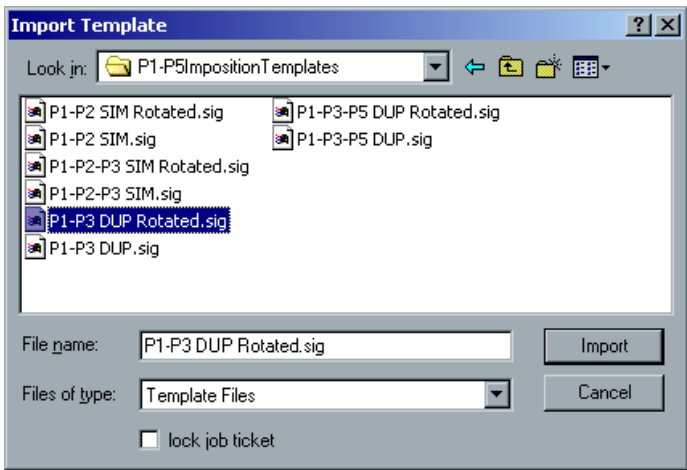 Import Template
Look in: P1-P5ImpositionTemplates
P1-P2 SIM Rotated.sig
P1-P2 SIM.sig
P1-P2-P3 SIM Rotated.sig
P1-P2-P3 SIM.sig
P1-P3 DUP Rotated.sig
P1-P3 DUP.sig
P1-P3-P5 DUP Rotated.sig
P1-P3-P5 DUP.sig
File name: P1-P3 DUP Rotated.sig Import
Files of type: Template Files Cancel
lock job ticket